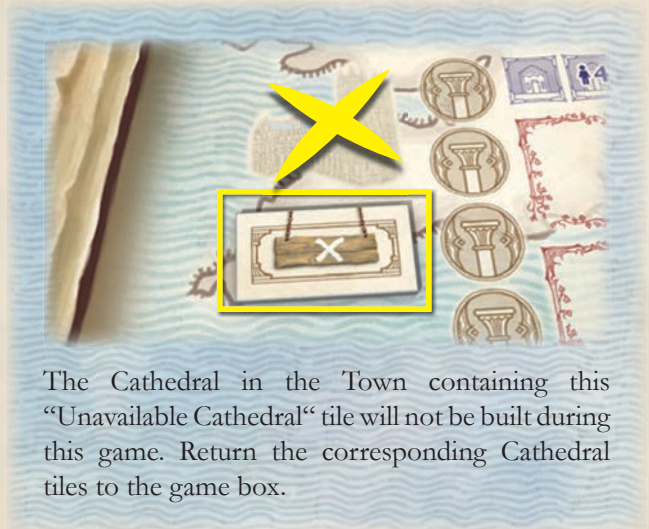 4
The Cathedral in the Town containing this
“Unavailable Cathedral“ tile will not be built during
this game. Return the corresponding Cathedral
tiles to the game box.